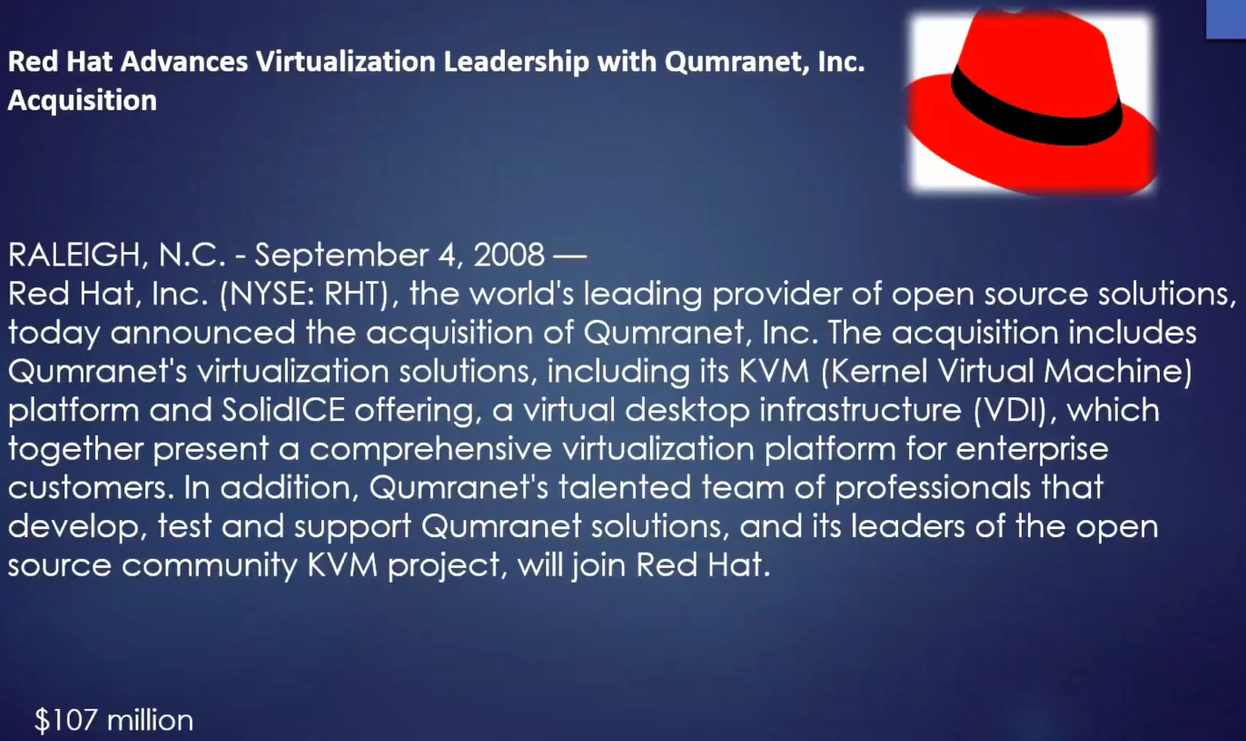 Red Hat Advances Virtualization Leadership with Qumranet, Inc.
Acquisition
RALEIGH, N.C. - September 4, 2008 —
Red Hat, Inc. (NYSE: RHT), the world's leading provider of open source solutions,
today announced the acquisition of Qumranet, Inc. The acquisition includes
Qumranet's virtualization solutions, including its KVM (Kernel Virtual Machine)
platform and SolidICE offering, a virtual desktop infrastructure (VDI), which
together present a comprehensive virtualization platform for enterprise
customers. In addition, Qumranet's talented team of professionals that
develop, test and support Qumranet solutions, and its leaders of the open
source community KVM project, will join Red Hat.
$107 million